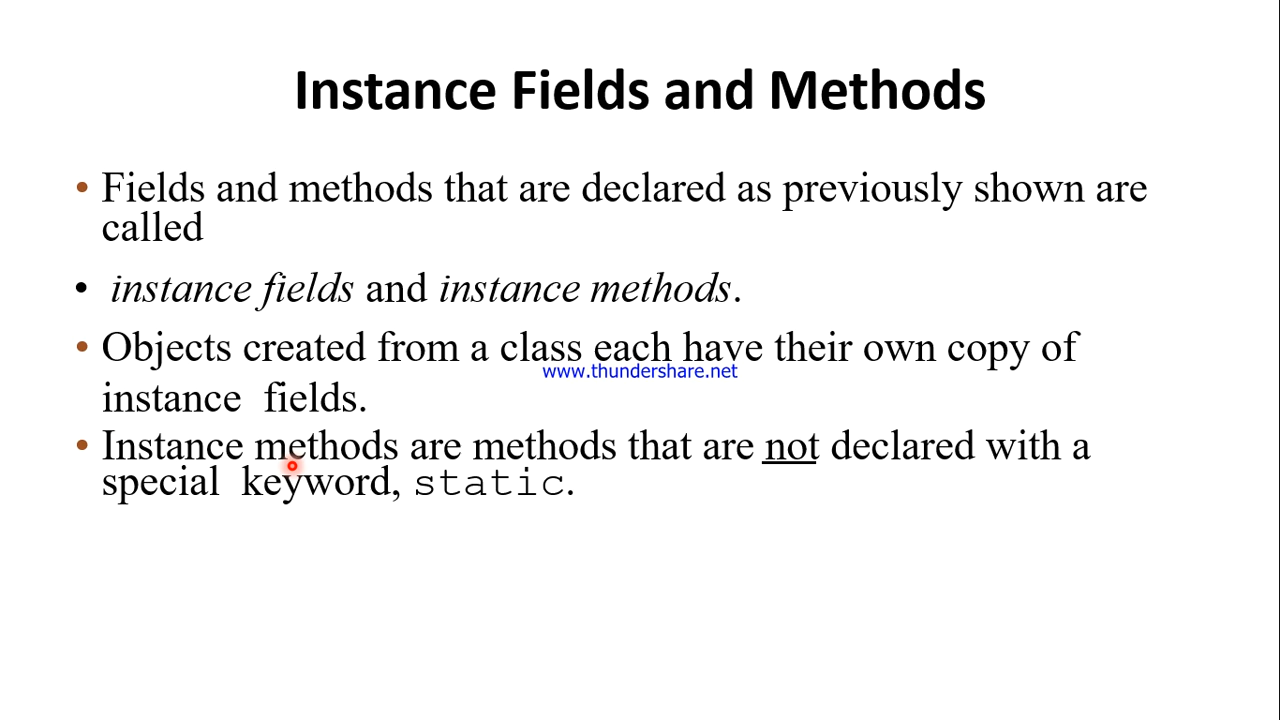 Instance Fields and Methods
• Fields and methods that are declared as previously shown are
called
• instance fields and instance methods.
• Objects created from a class each have their own copy of
www.thundershare.net
instance fields.
• Instance methods are methods that are not declared with a
special keyword, static.